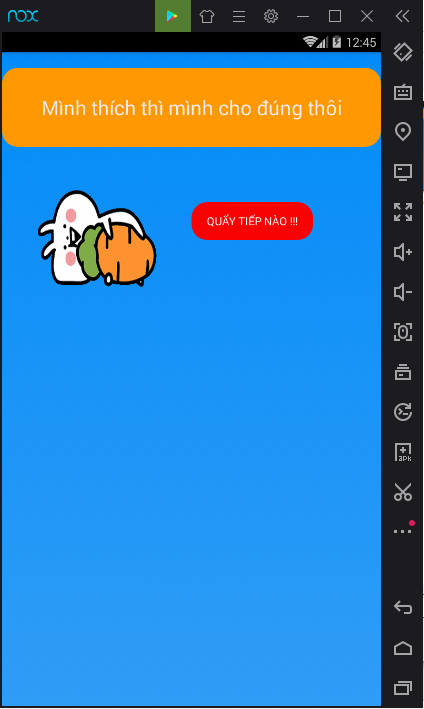 nox
12:45
Mình thích thì mình cho đúng thôi
QUẨY TIẾP NÀO !!!